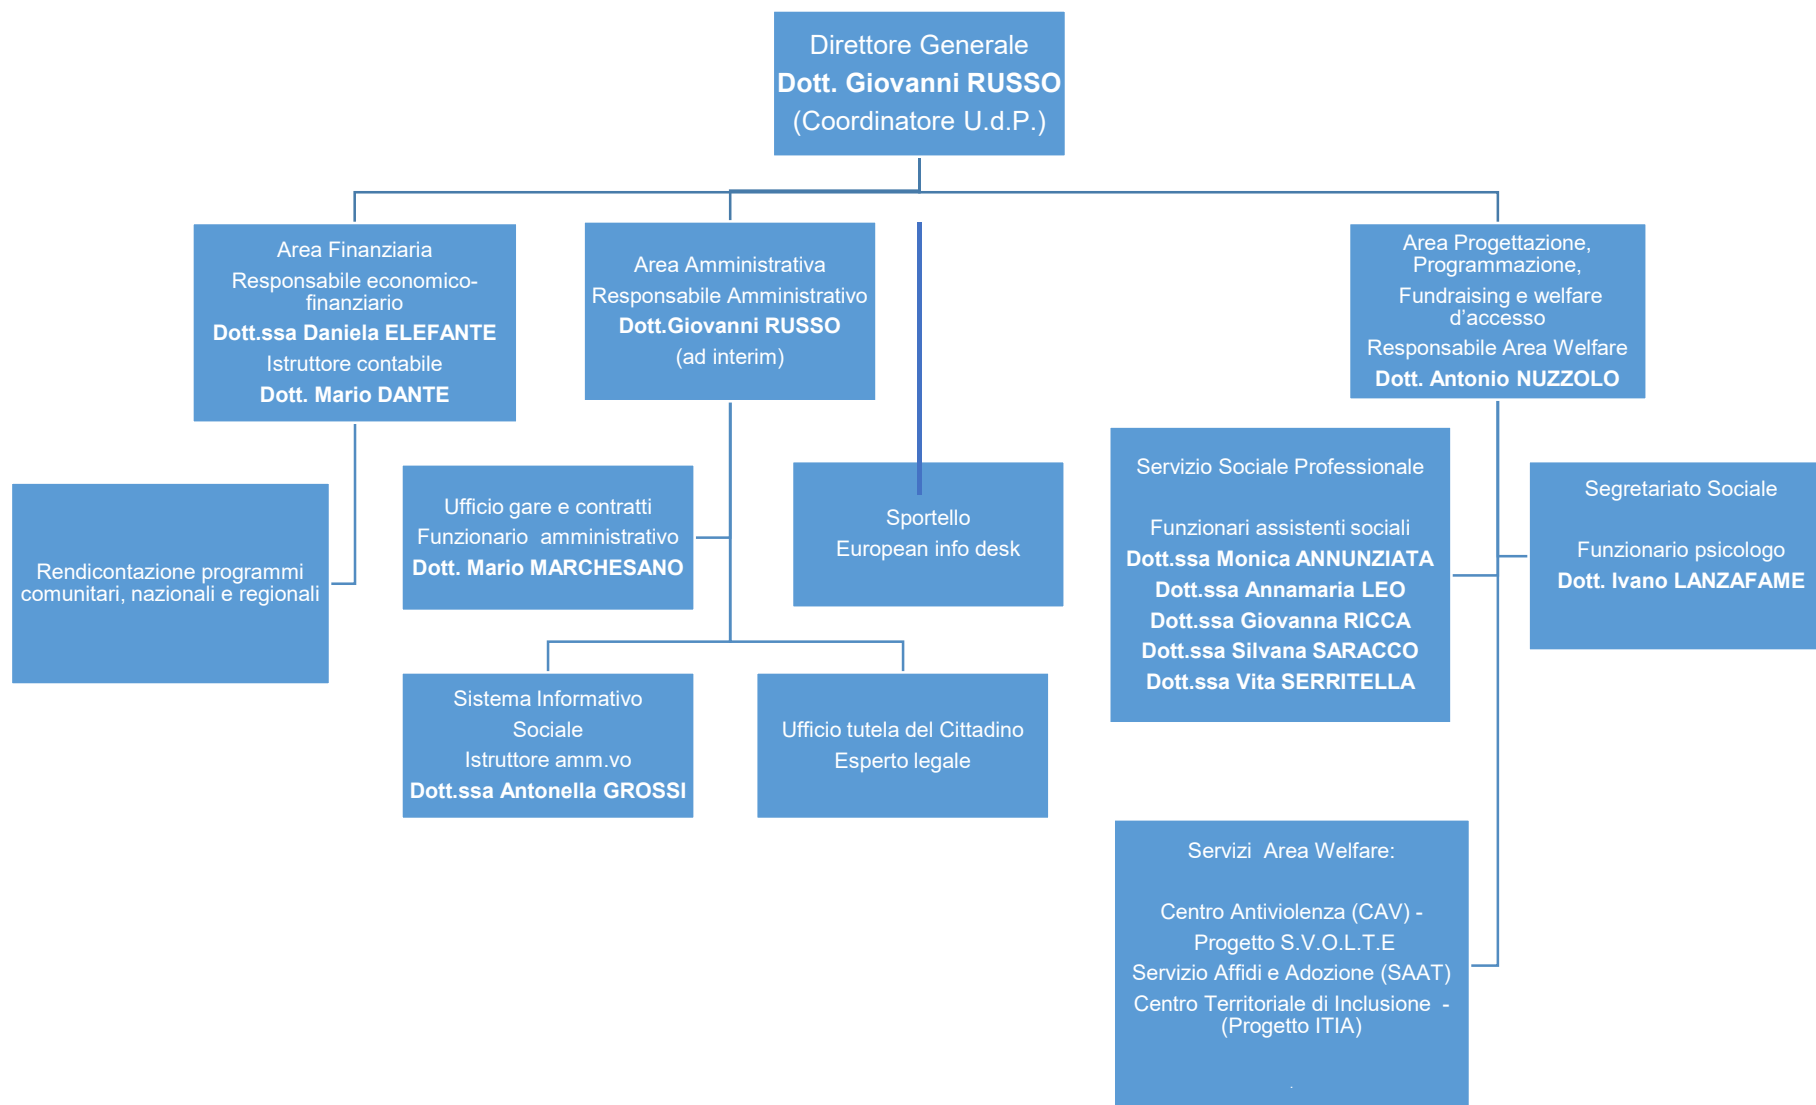 Direttore Generale
Dott. Giovanni RUSSO
(Coordinatore U.d.P.)
Area Finanziaria
Responsabile economico-
finanziario
Dott.ssa Daniela ELEFANTE
Istruttore contabile
Dott. Mario DANTE
Area Amministrativa
Responsabile Amministrativo
Dott.Giovanni RUSSO
(ad interim)
Area Progettazione,
Programmazione,
Fundraising e welfare
d’accesso
Responsabile Area Welfare
Dott. Antonio NUZZOLO
Rendicontazione programmi
comunitari, nazionali e regionali
Ufficio gare e contratti
Funzionario  amministrativo
Dott. Mario MARCHESANO
Sportello
European info desk
Servizio Sociale Professionale
Funzionari assistenti sociali
Dott.ssa Monica ANNUNZIATA
Dott.ssa Annamaria LEO
Dott.ssa Giovanna RICCA
Dott.ssa Silvana SARACCO
Dott.ssa Vita SERRITELLA
Segretariato Sociale
Funzionario psicologo
Dott. Ivano LANZAFAME
Sistema Informativo
Sociale
Istruttore amm.vo
Dott.ssa Antonella GROSSI
Ufficio tutela del Cittadino
Esperto legale
Servizi  Area Welfare:
Centro Antiviolenza (CAV) -
Progetto S.V.O.L.T.E
Servizio Affidi e Adozione (SAAT)
Centro Territoriale di Inclusione  -
(Progetto ITIA)
.